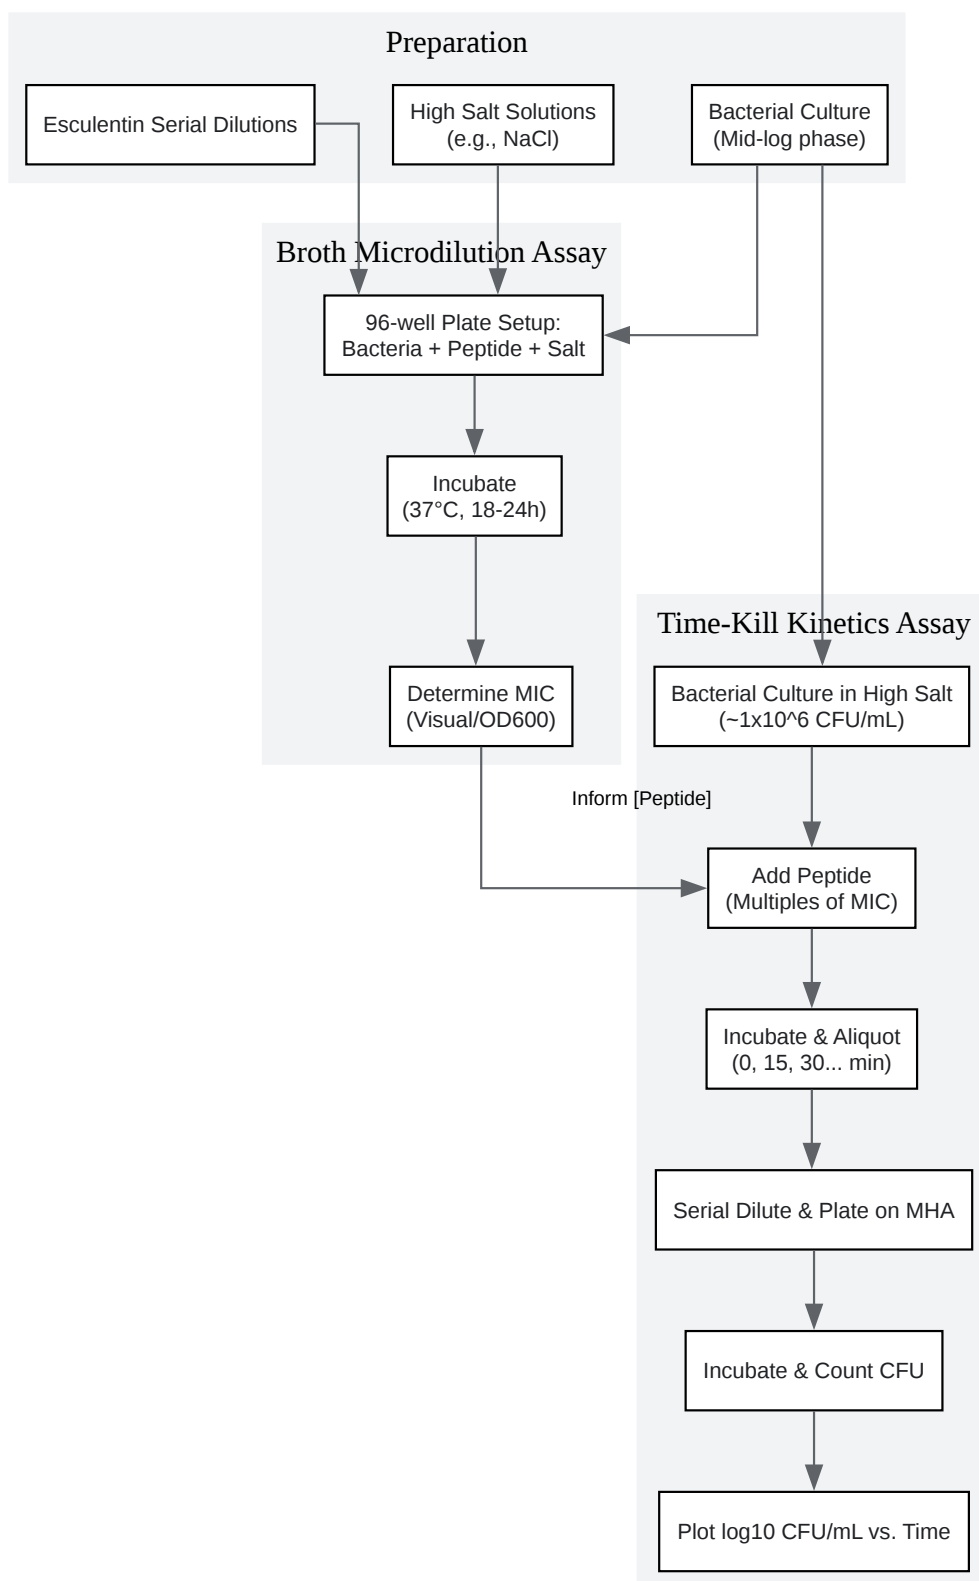 Preparation
Esculentin Serial Dilutions
High Salt Solutions
(e.g., NaCl)
Bacterial Culture
(Mid-log phase)
Broth Microdilution Assay
96-well Plate Setup:
Bacteria + Peptide + Salt
Incubate
(37°C, 18-24h)
Determine MIC
(Visual/OD600)
Time-Kill Kinetics Assay
Bacterial Culture in High Salt
(~1x10^6 CFU/mL)
Inform [Peptide]
Add Peptide
(Multiples of MIC)
Incubate & Aliquot
(0, 15, 30... min)
Serial Dilute & Plate on MHA
Incubate & Count CFU
Plot log10 CFU/mL vs. Time